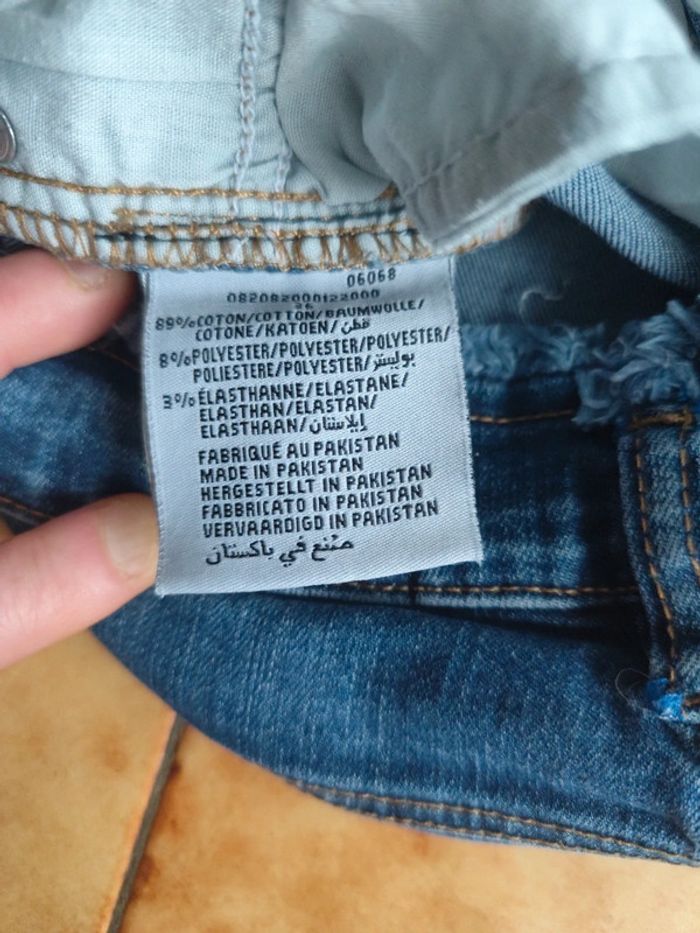 06068
082082000122000
36
89%COTON/COTTON/BAUMWOLLE/
COTONE/KATOEN/قطن
8%POLYESTER/POLYESTER/POLYESTER/
POLIESTERE/POLYESTER/بوليستر
3%ÉLASTHANNE/ELASTANE/
ELASTHAN/ELASTAN/
ELASTHAAN/إيلاستان
FABRIQUÉ AU PAKISTAN
MADE IN PAKISTAN
HERGESTELLT IN PAKISTAN
FABBRICATO IN PAKISTAN
VERVAARDIGD IN PAKISTAN
صُنع في باكستان